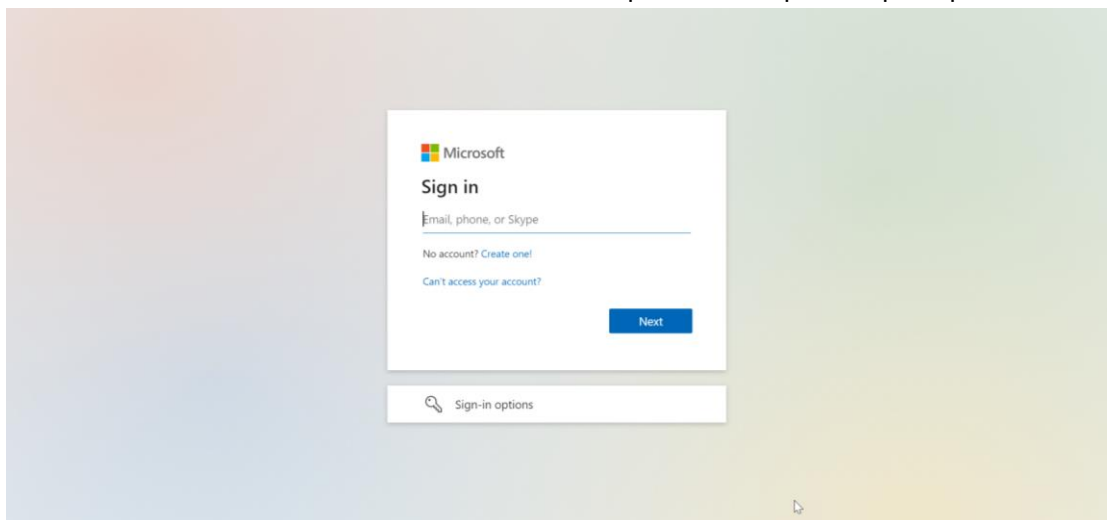 Microsoft
Sign in
Email, phone, or Skype
No account? Create one!
Can't access your account?
Next
Sign-in options